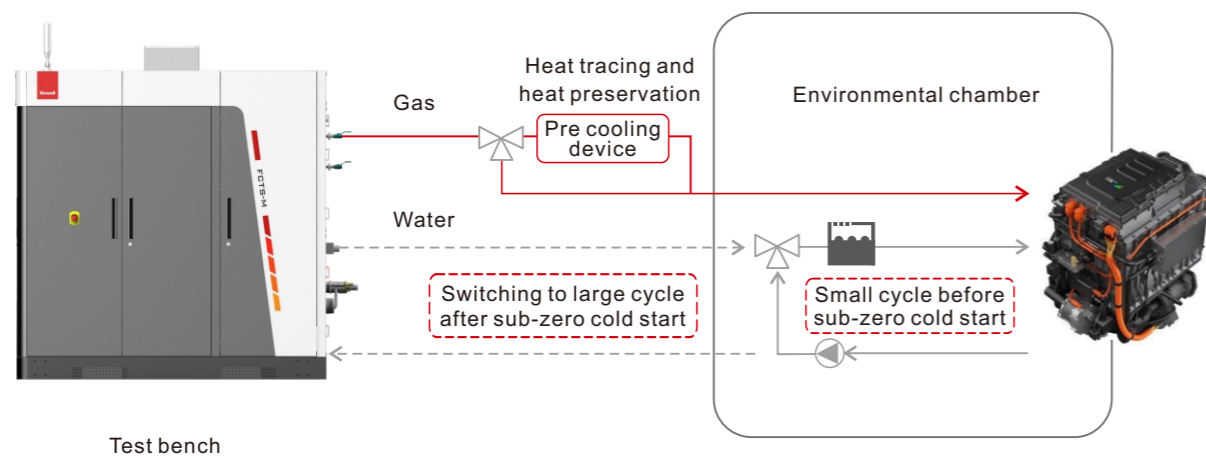 Heat tracing and
heat preservation
Gas
Pre cooling
device
Environmental chamber
FCTS-M
Water
Switching to large cycle
after sub-zero cold start
Small cycle before
sub-zero cold start
Test bench